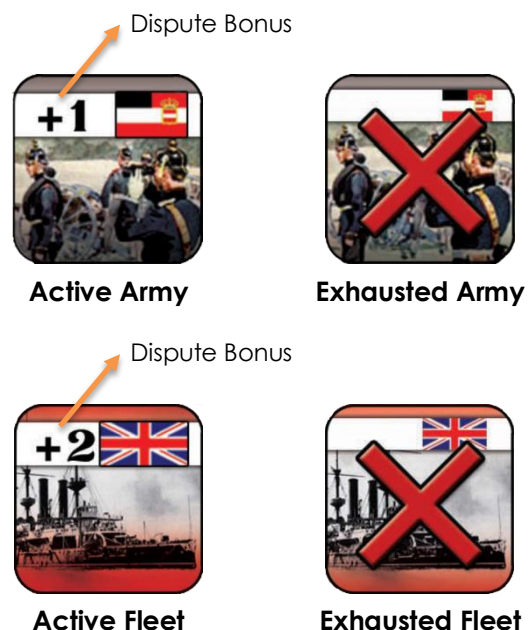 Dispute Bonus
+1
Active Army
Exhausted Army
Dispute Bonus
+2
Active Fleet
Exhausted Fleet